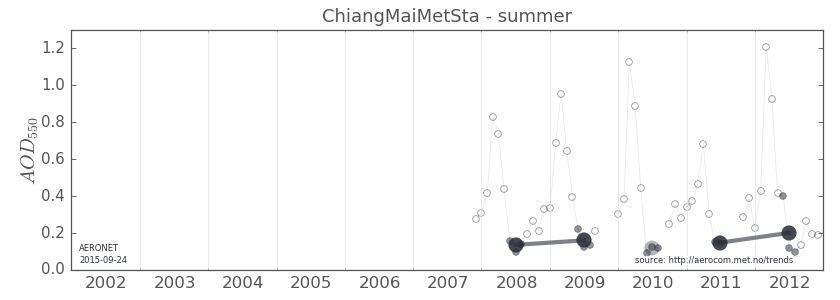 ChiangMaiMetSta - summer
1.2
1.0
0.8
0.6
0.4
0.2
0.0
AOD550
AERONET
2015-09-24
source: http://aerocom.met.no/trends
2002 2003 2004 2005 2006 2007 2008 2009 2010 2011 2012